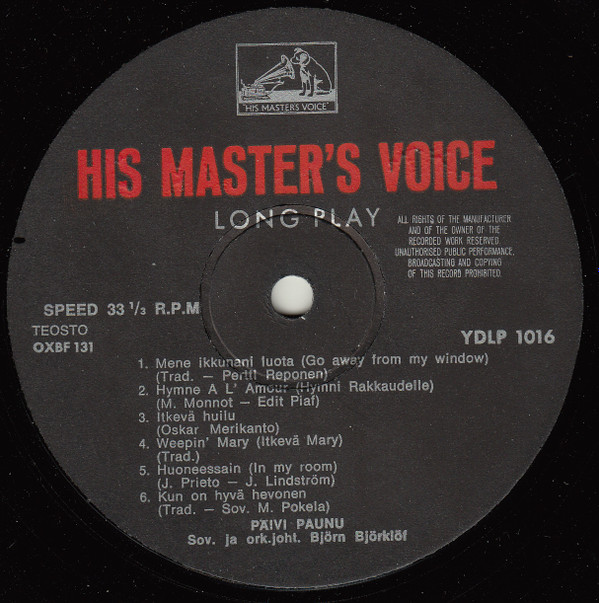 "HIS MASTER'S VOICE"
HIS MASTER'S VOICE
LONG PLAY
ALL RIGHTS OF THE MANUFACTURER
AND OF THE OWNER OF THE
RECORDED WORK RESERVED.
UNAUTHORISED PUBLIC PERFORMANCE,
BROADCASTING AND COPYING
OF THIS RECORD PROHIBITED.
SPEED 33 1/3 R.P.M
TEOSTO
OXBF 131
YDLP 1016
1. Mene ikkunani luota (Go away from my window)
(Trad. – Pertti Reponen)
2. Hymne A L' Amour (Hymni Rakkaudelle)
(M. Monnot – Edit Piaf)
3. Itkevä huilu
(Oskar Merikanto)
4. Weepin' Mary (Itkevä Mary)
(Trad.)
5. Huoneessain (In my room)
(J. Prieto – J. Lindström)
6. Kun on hyvä hevonen
(Trad. – Sov. M. Pokela)
PÄIVI PAUNU
Sov. ja ork.joht. Björn Björklöf